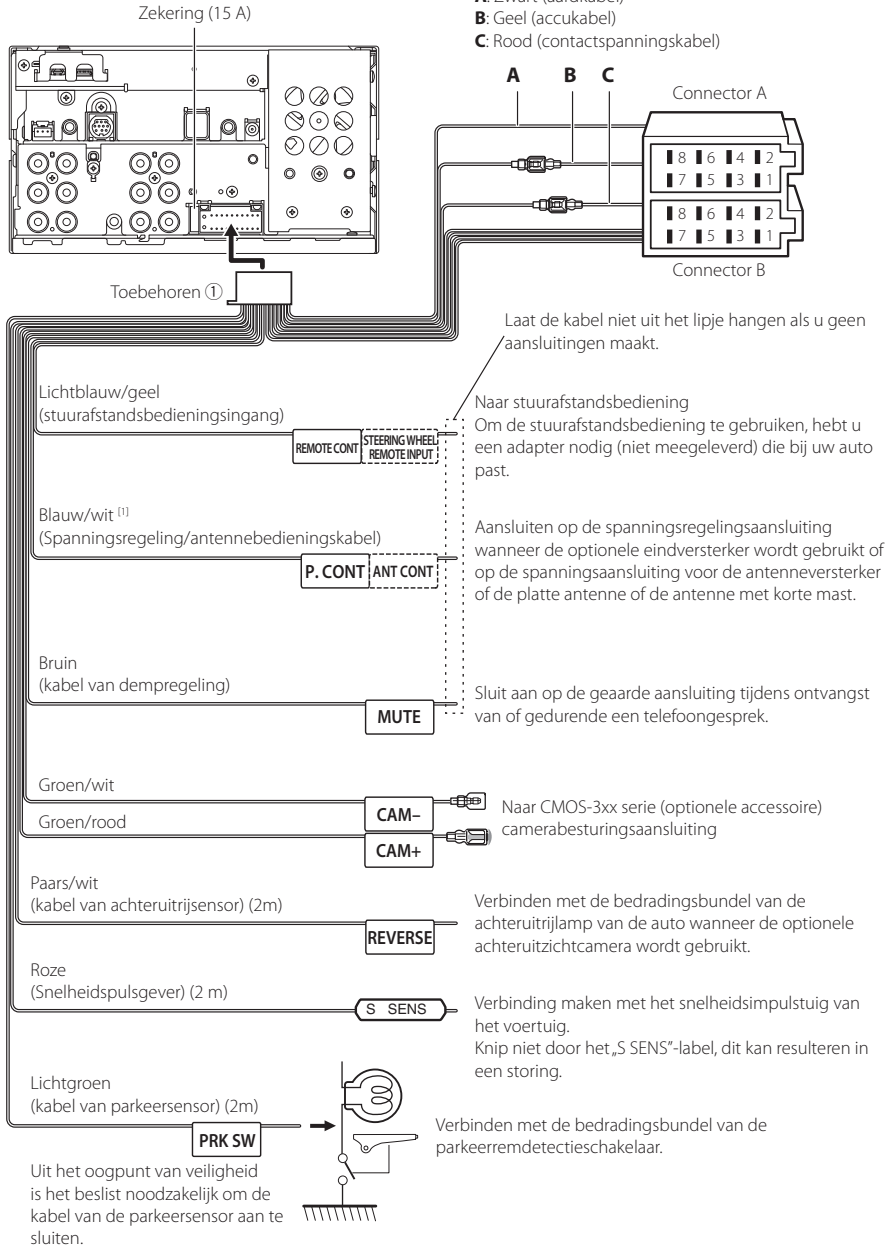 Zekering (15 A)
B: Geel (accukabel)
C: Rood (contactspanningskabel)
A B C
Connector A
8 6 4 2
7 5 3 1
8 6 4 2
7 5 3 1
Connector B
Toebehoren ①
Laat de kabel niet uit het lipje hangen als u geen
aansluitingen maakt.
Lichtblauw/geel
(stuurafstandsbedieningsingang)
REMOTE CONT
STEERING WHEEL
REMOTE INPUT
Naar stuurafstandsbediening
Om de stuurafstandsbediening te gebruiken, hebt u
een adapter nodig (niet meegeleverd) die bij uw auto
past.
Blauw/wit [1]
(Spanningsregeling/antennebedieningskabel)
P. CONT ANT CONT
Aansluiten op de spanningsregelingsaansluiting
wanneer de optionele eindversterker wordt gebruikt of
op de spanningsaansluiting voor de antenneversterker
of de platte antenne of de antenne met korte mast.
Bruin
(kabel van dempregeling)
MUTE
Sluit aan op de geaarde aansluiting tijdens ontvangst
van of gedurende een telefoongesprek.
Groen/wit
CAM–
Groen/rood
CAM+
Naar CMOS-3xx serie (optionele accessoire)
camerabesturingsaansluiting
Paars/wit
(kabel van achteruitrijsensor) (2m)
REVERSE
Verbinden met de bedradingsbundel van de
achteruitrijlamp van de auto wanneer de optionele
achteruitzichtcamera wordt gebruikt.
Roze
(Snelheidspulsgever) (2 m)
S SENS
Verbinding maken met het snelheidsimpulstuig van
het voertuig.
Knip niet door het „S SENS"-label, dit kan resulteren in
een storing.
Lichtgroen
(kabel van parkeersensor) (2m)
PRK SW
Verbinden met de bedradingsbundel van de
parkeerremdetectieschakelaar.
Uit het oogpunt van veiligheid
is het beslist noodzakelijk om de
kabel van de parkeersensor aan te
sluiten.